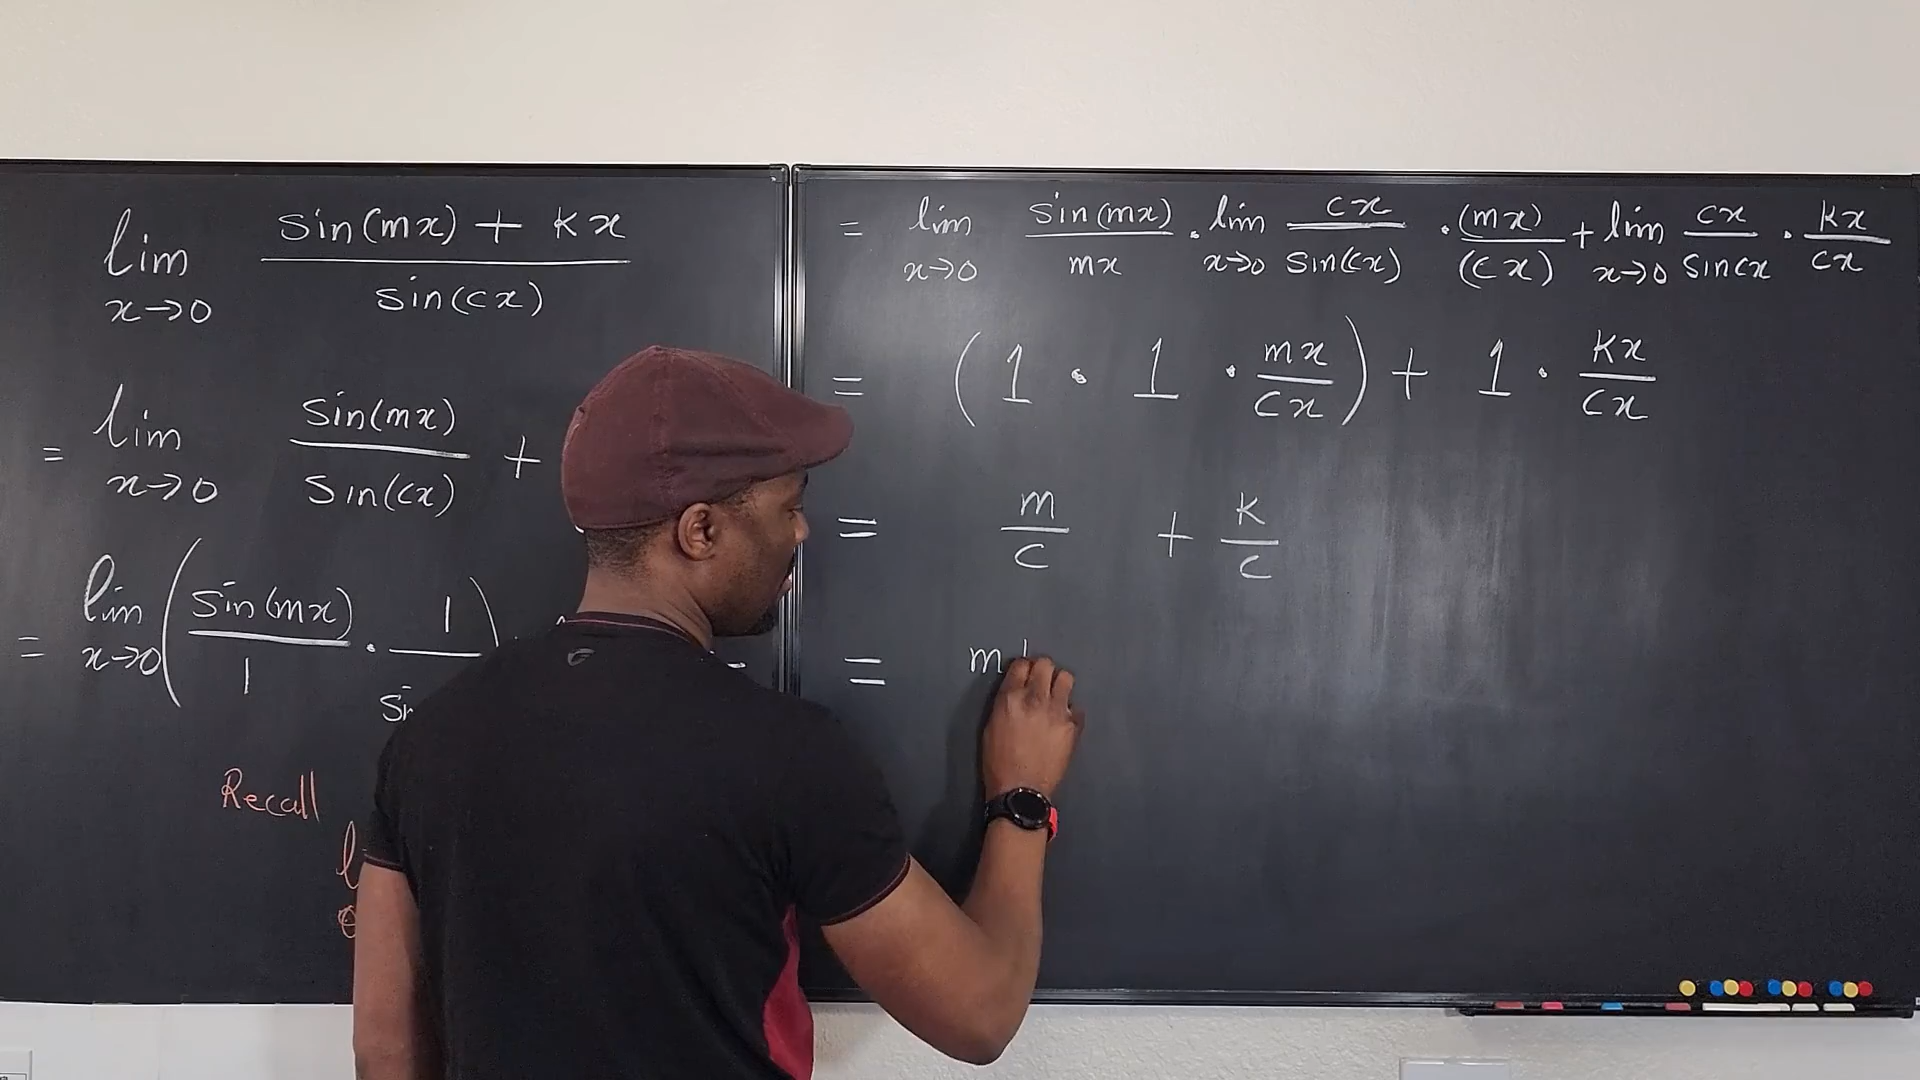 lim x→0 (sin(mx) + kx)/(sin(cx))
= lim x→0 sin(mx)/sin(cx) +
= lim x→0 (sin(mx)/1 · 1/
Recall
= lim x→0 sin(mx)/mx · lim x→0 cx/sin(cx) · (mx)/(cx) + lim x→0 cx/sincx · kx/cx
= (1 · 1 · mx/cx) + 1 · kx/cx
= m/c + k/c
= m